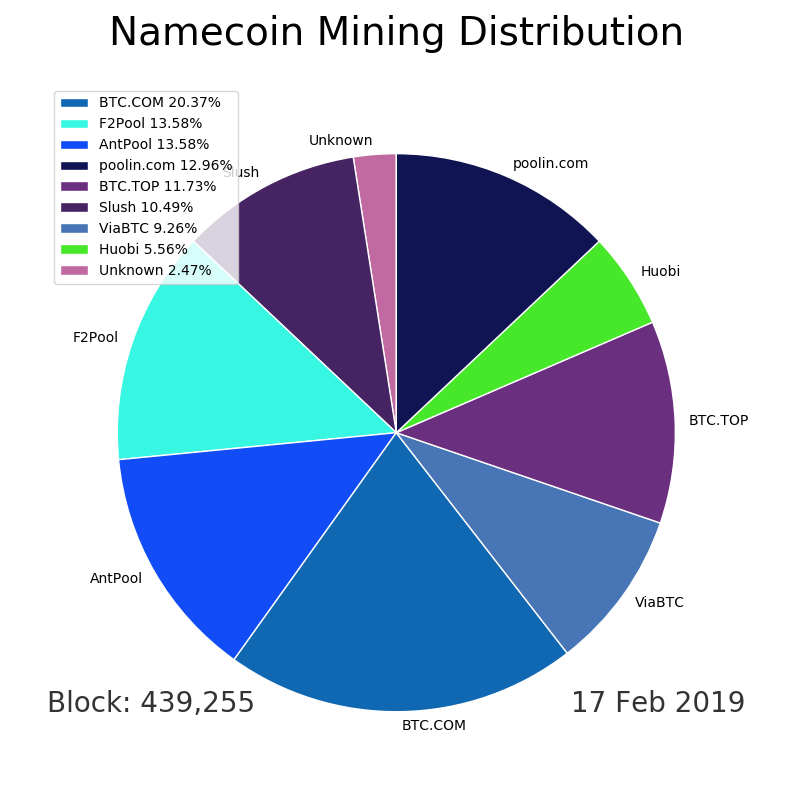 Namecoin Mining Distribution
BTC.COM 20.37%
F2Pool 13.58%
AntPool 13.58%
poolin.com 12.96%
BTC.TOP 11.73%
Slush 10.49%
ViaBTC 9.26%
Huobi 5.56%
Unknown 2.47%
Unknown
poolin.com
Slush
Huobi
F2Pool
BTC.TOP
AntPool
ViaBTC
Block: 439,255
17 Feb 2019
BTC.COM